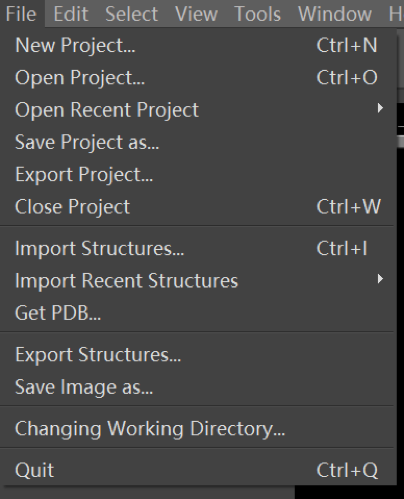 File Edit Select View Tools Window H
New Project... Ctrl+N
Open Project... Ctrl+O
Open Recent Project
Save Project as...
Export Project...
Close Project Ctrl+W
Import Structures... Ctrl+I
Import Recent Structures
Get PDB...
Export Structures...
Save Image as...
Changing Working Directory...
Quit Ctrl+Q